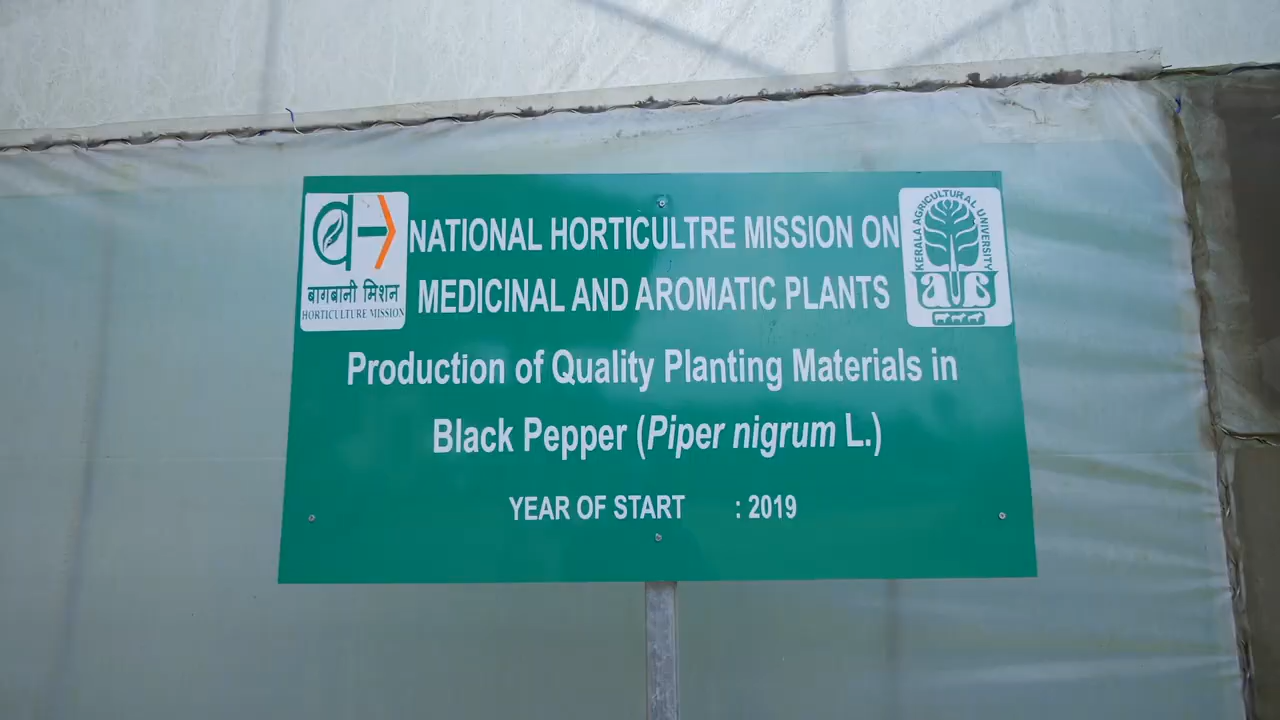 NATIONAL HORTICULTRE MISSION ON
MEDICINAL AND AROMATIC PLANTS
बागबानी मिशन
HORTICULTURE MISSION
KERALA AGRICULTURAL UNIVERSITY
Production of Quality Planting Materials in
Black Pepper (Piper nigrum L.)
YEAR OF START : 2019